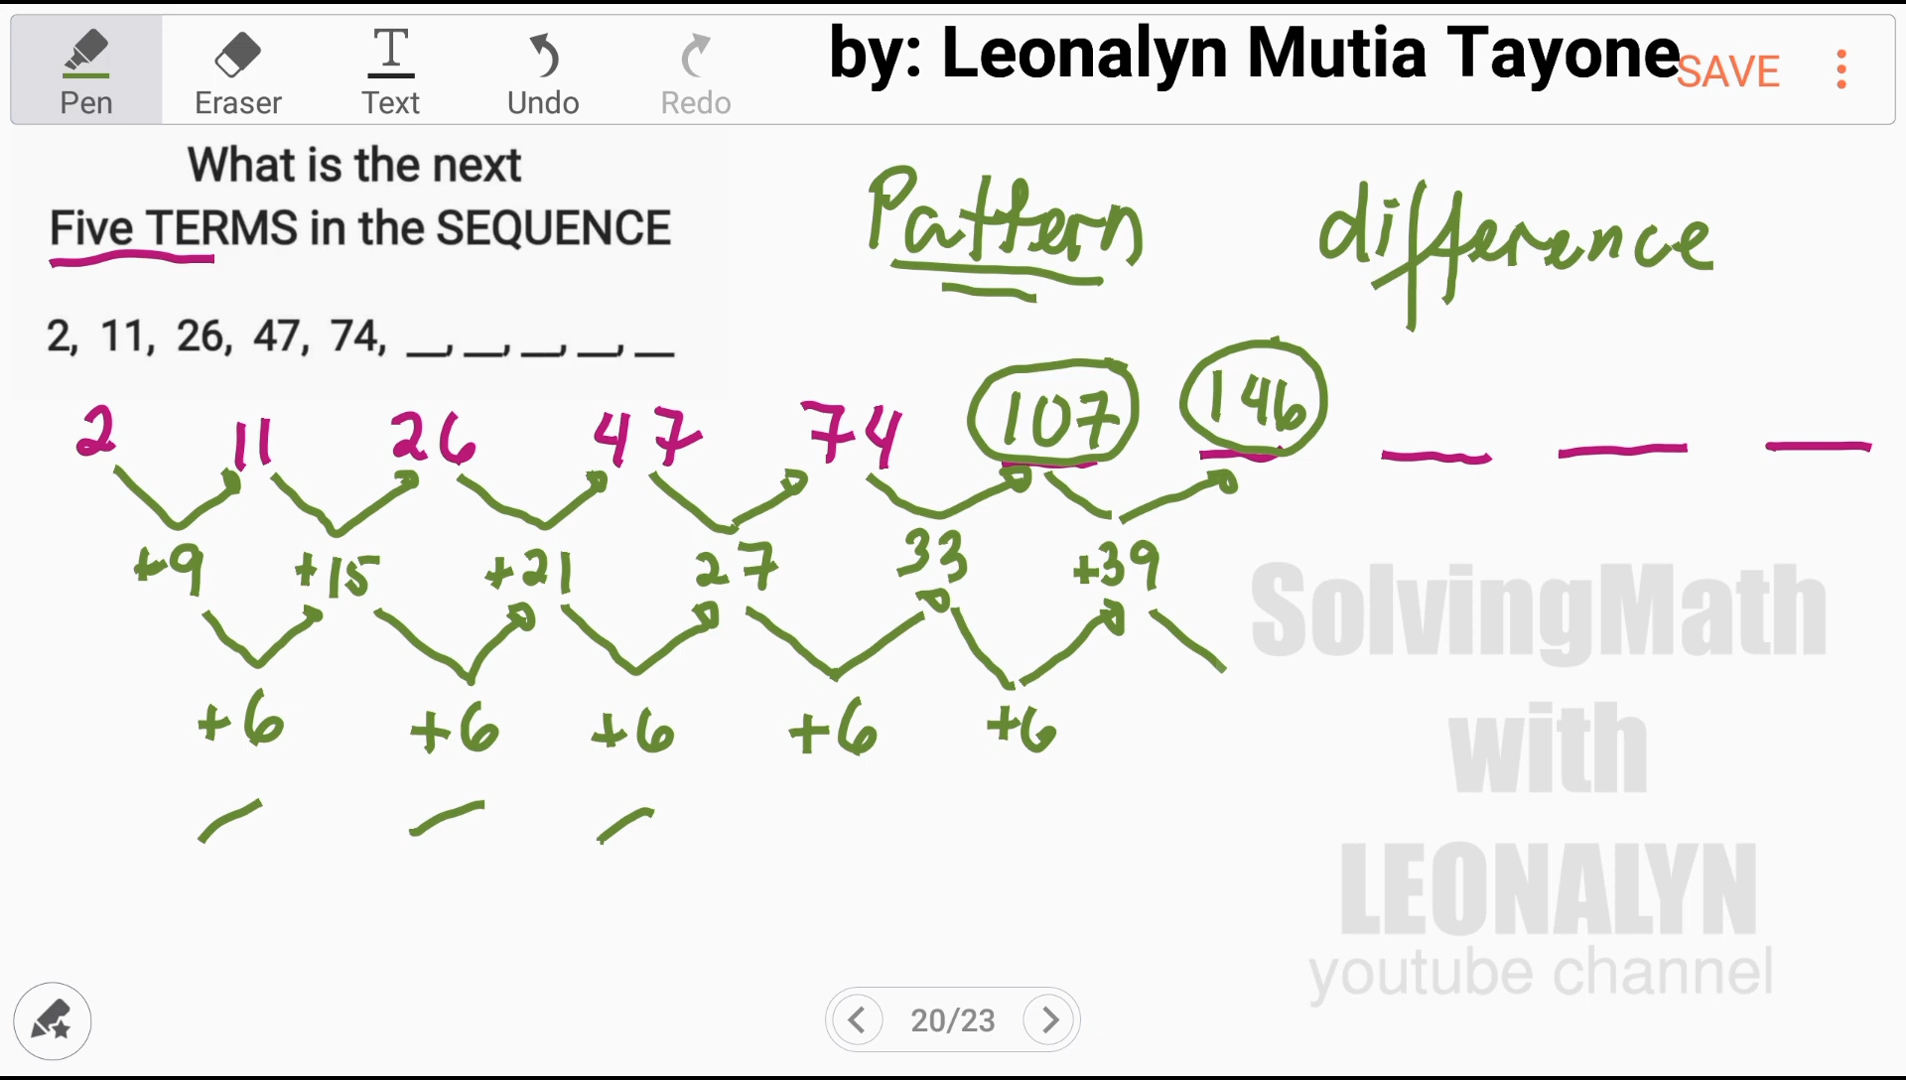 by: Leonalyn Mutia Tayone
SAVE
Pen Eraser Text Undo Redo
What is the next
Five TERMS in the SEQUENCE
2, 11, 26, 47, 74, __, __, __, __, __
Pattern difference
2 11 26 47 74 107 146
+9 +15 +21 27 33 +39
+6 +6 +6 +6 +6
SolvingMath
with
LEONALYN
youtube channel
20/23